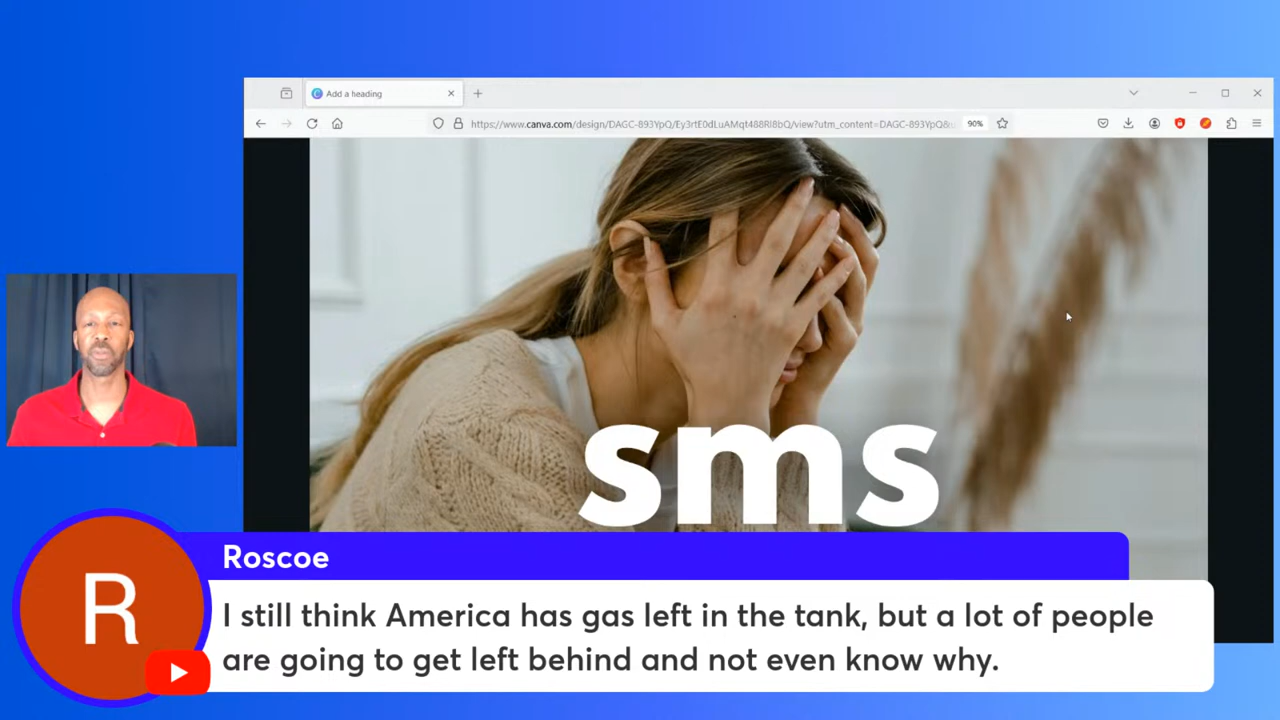 Add a heading
https://www.canva.com/design/DAGC-893YpQ/Ey3rtE0dLuAMqt488Rl8bQ/view?utm_content=DAGC-893YpQ&
90%
sms
R
Roscoe
I still think America has gas left in the tank, but a lot of people
are going to get left behind and not even know why.